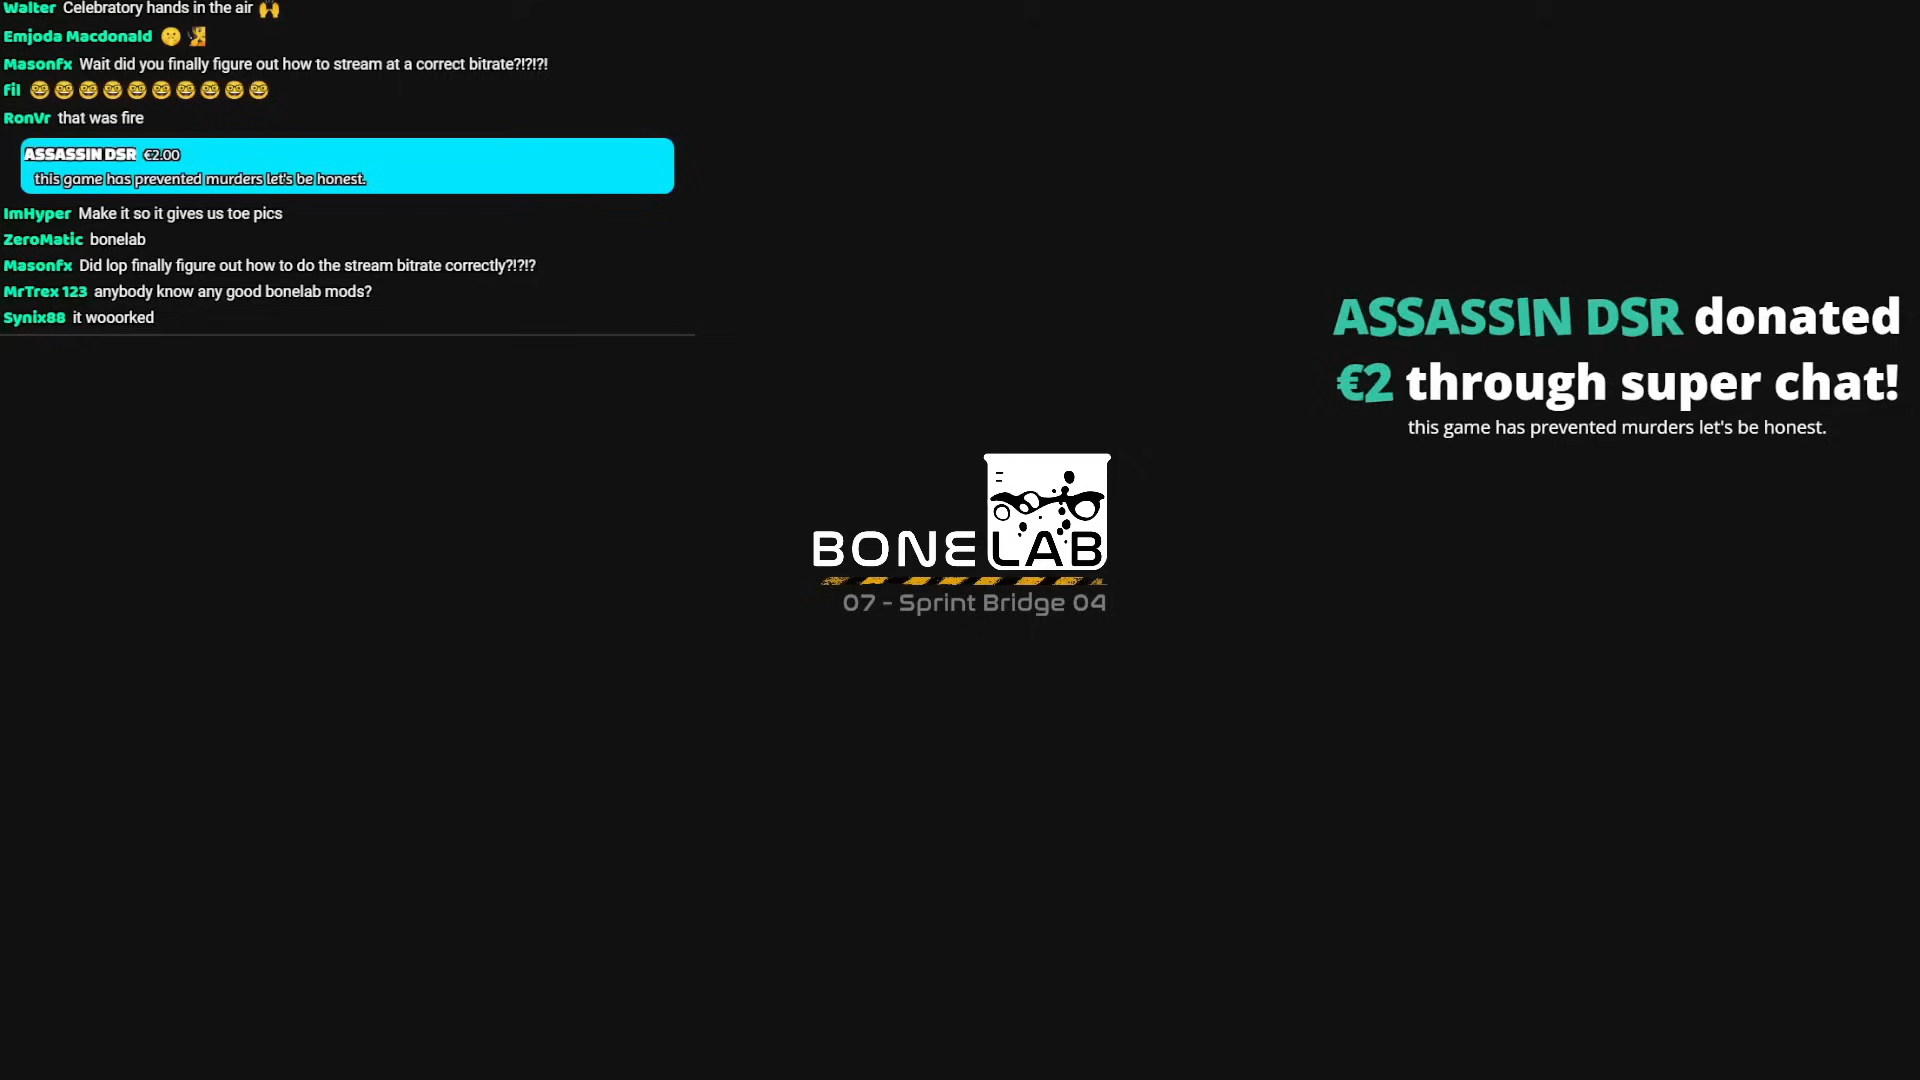 Walter Celebratory hands in the air 🙌
Emjoda Macdonald
Masonfx Wait did you finally figure out how to stream at a correct bitrate?!?!?!
fil 🤓🤓🤓🤓🤓🤓🤓🤓🤓🤓
RonVr that was fire
ASSASSIN DSR €2.00
this game has prevented murders let's be honest.
ImHyper Make it so it gives us toe pics
ZeroMatic bonelab
Masonfx Did lop finally figure out how to do the stream bitrate correctly?!?!?
MrTrex 123 anybody know any good bonelab mods?
Synix88 it wooorked
ASSASSIN DSR donated
€2 through super chat!
this game has prevented murders let's be honest.
BONELAB
07 - Sprint Bridge 04